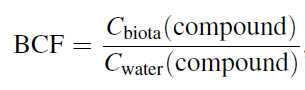 BCF = C_biota(compound) / C_water(compound).